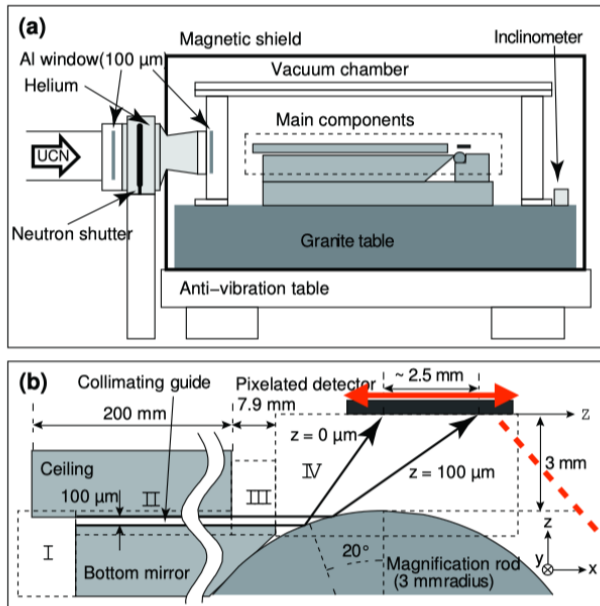 (a)
Magnetic shield
Inclinometer
Al window(100 μm)
Helium
Vacuum chamber
Main components
UCN
Neutron shutter
Granite table
Anti-vibration table
(b)
Collimating guide
Pixelated detector
~ 2.5 mm
200 mm
7.9 mm
z
z = 0 μm
Ceiling
IV
z = 100 μm
3 mm
100 μm
II
III
I
20°
z
Bottom mirror
Magnification rod
y
x
(3 mm radius)